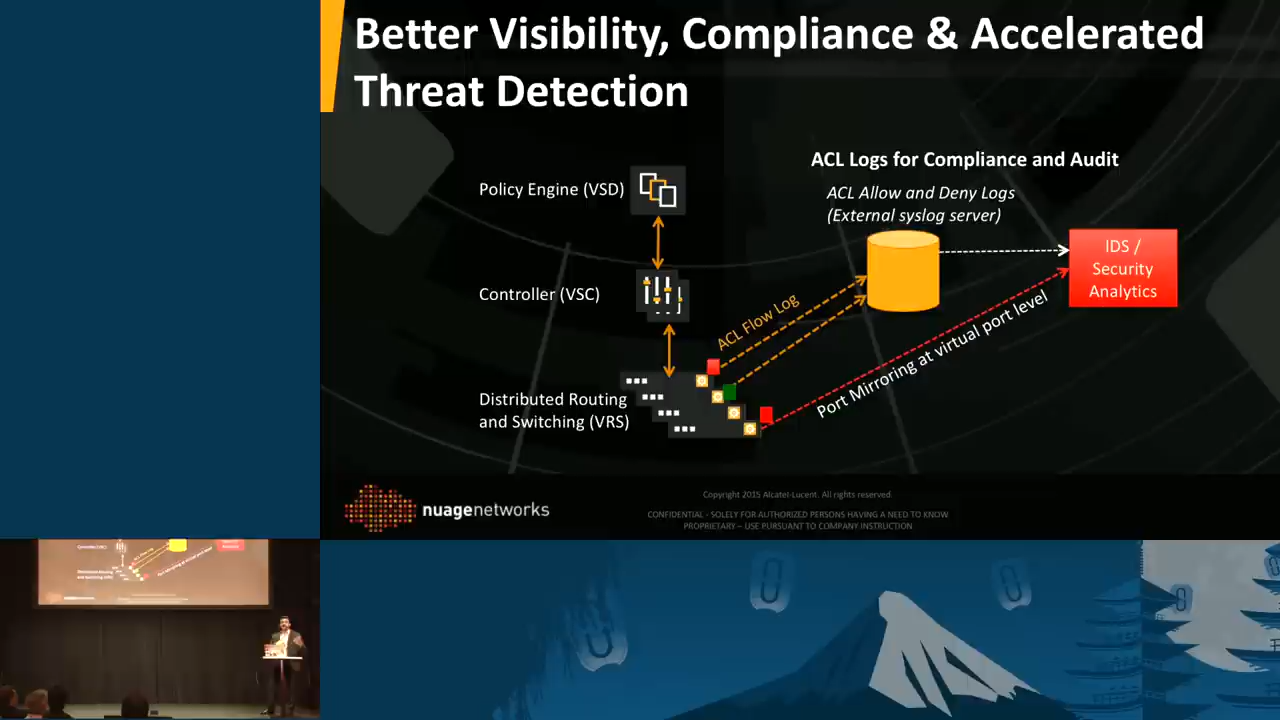 Better Visibility, Compliance & Accelerated
Threat Detection
ACL Logs for Compliance and Audit
Policy Engine (VSD)
ACL Allow and Deny Logs
(External syslog server)
IDS /
Security
Analytics
Controller (VSC)
ACL Flow Log
Port Mirroring at virtual port level
Distributed Routing
and Switching (VRS)
nuagenetworks
Copyright 2015 Alcatel-Lucent. All rights reserved.
CONFIDENTIAL - SOLELY FOR AUTHORIZED PERSONS HAVING A NEED TO KNOW
PROPRIETARY – USE PURSUANT TO COMPANY INSTRUCTION